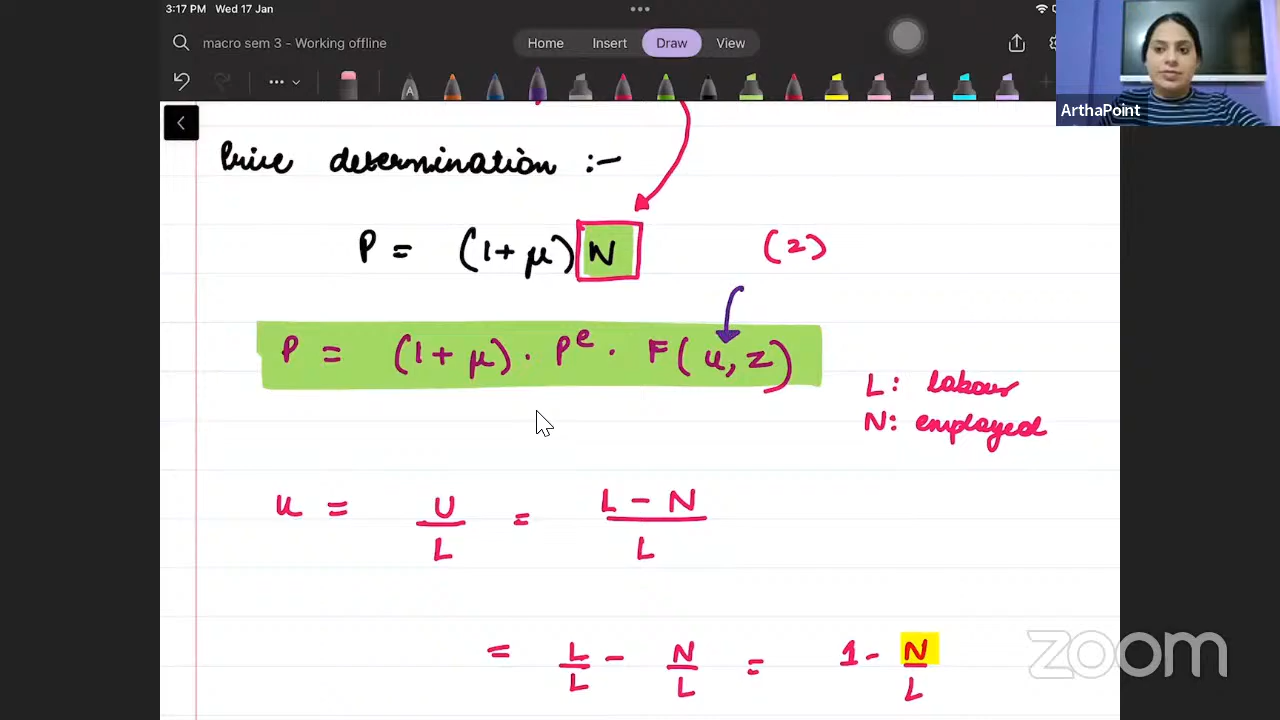 3:17 PM Wed 17 Jan
macro sem 3 - Working offline
Home Insert Draw View
ArthaPoint
Price determination :-
P = (1+ μ) W (2)
P = (1+ μ) . Pᵉ . F(u, z)
L: labour
N: employed
u = U/L = L - N/L
= L/L - N/L = 1 - N/L
zoom